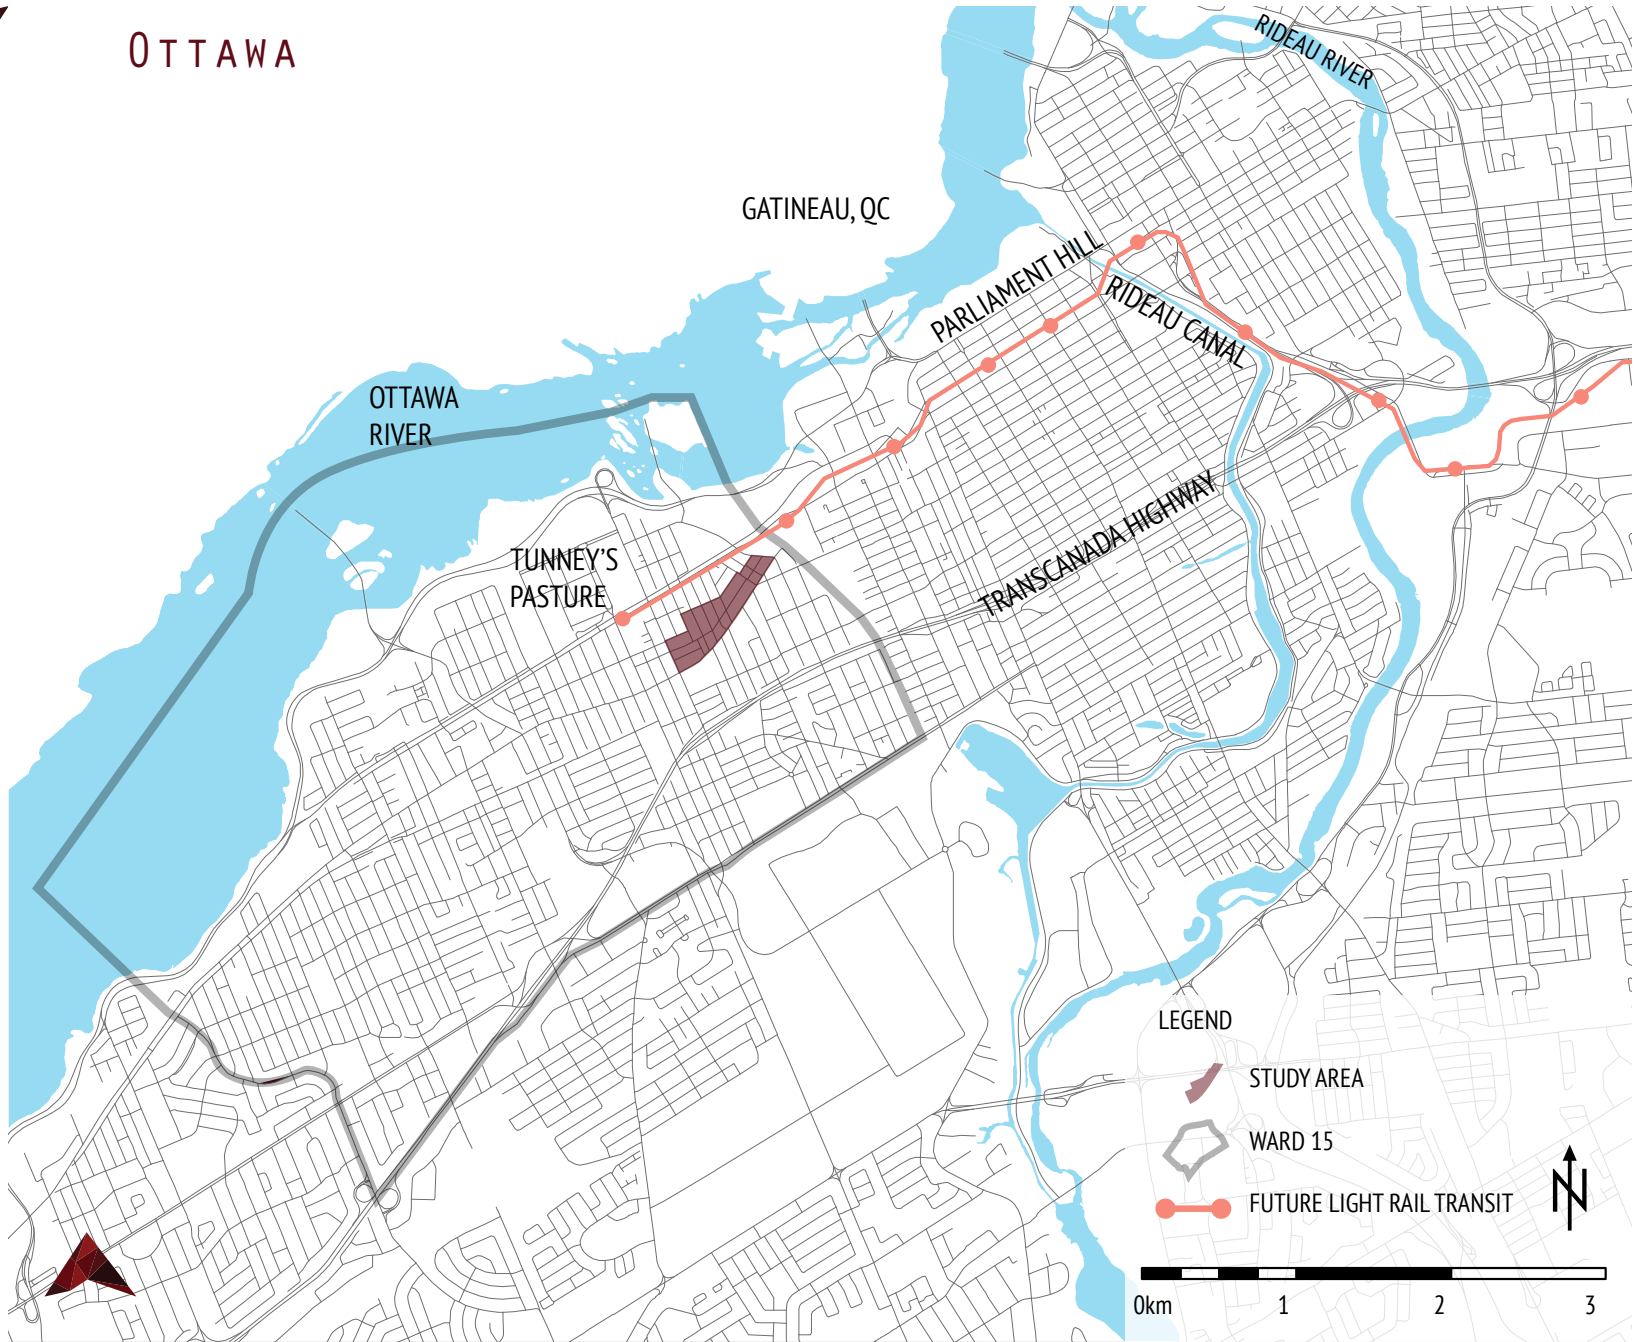 OTTAWA
RIDEAU RIVER
GATINEAU, QC
PARLIAMENT HILL
RIDEAU CANAL
OTTAWA
RIVER
TRANSCANADA HIGHWAY
TUNNEY'S
PASTURE
LEGEND
STUDY AREA
WARD 15
FUTURE LIGHT RAIL TRANSIT
N
0km 1 2 3